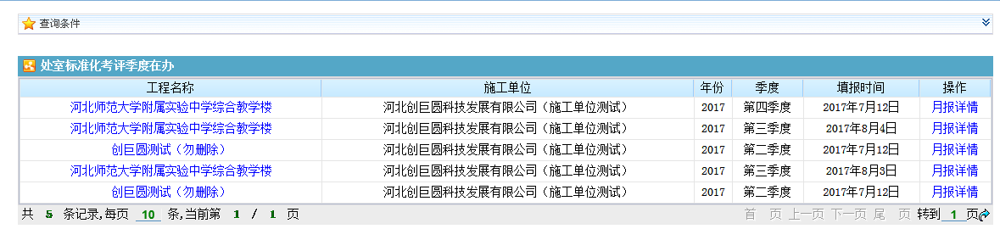 查询条件
处室标准化考评季度在办
工程名称 施工单位 年份 季度 填报时间 操作
河北师范大学附属实验中学综合教学楼 河北创巨圆科技发展有限公司（施工单位测试） 2017 第四季度 2017年7月12日 月报详情
河北师范大学附属实验中学综合教学楼 河北创巨圆科技发展有限公司（施工单位测试） 2017 第三季度 2017年8月4日 月报详情
创巨圆测试（勿删除） 河北创巨圆科技发展有限公司（施工单位测试） 2017 第二季度 2017年7月12日 月报详情
河北师范大学附属实验中学综合教学楼 河北创巨圆科技发展有限公司（施工单位测试） 2017 第三季度 2017年8月3日 月报详情
创巨圆测试（勿删除） 河北创巨圆科技发展有限公司（施工单位测试） 2017 第二季度 2017年7月12日 月报详情
共 5 条记录,每页 10 条,当前第 1 / 1 页 首 页 上一页 下一页 尾 页 转到 1 页